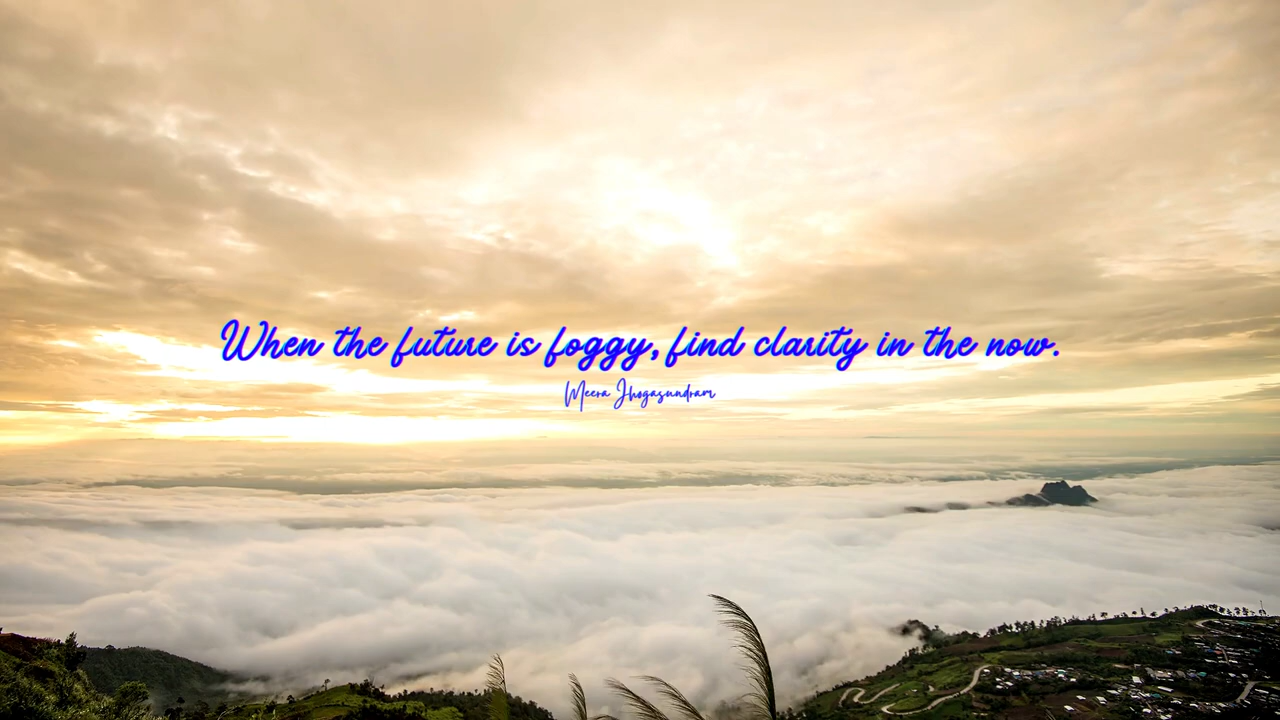 When the future is foggy, find clarity in the now.
Meera Jhogasundram